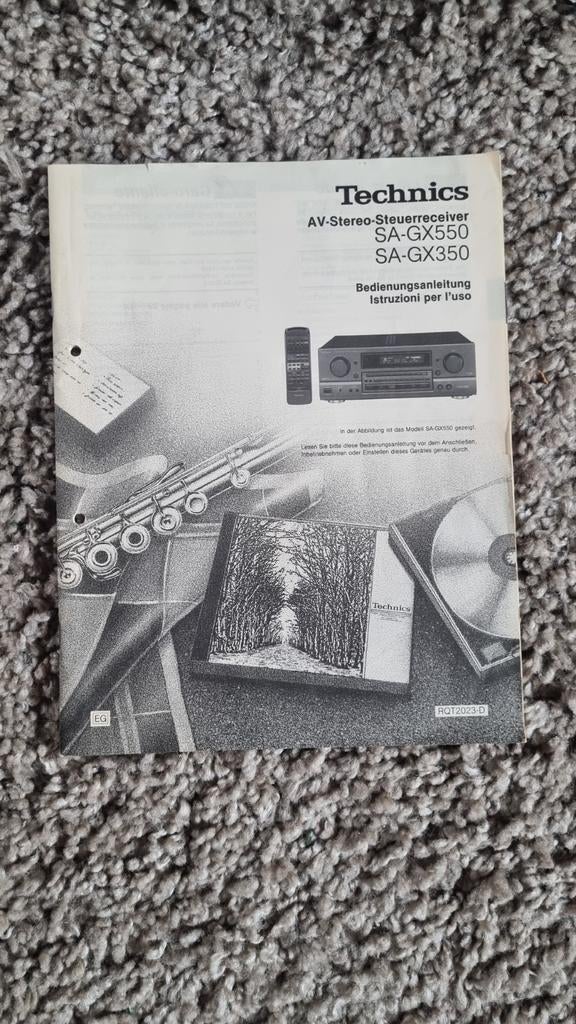 Technics
AV-Stereo-Steuerreceiver
SA-GX550
SA-GX350
Bedienungsanleitung
Istruzioni per l'uso
In der Abbildung ist das Modell SA-GX550 gezeigt.
Lesen Sie bitte diese Bedienungsanleitung vor dem Anschließen,
Inbetriebnehmen oder Einstellen dieses Gerätes genau durch.
Technics
EG
RQT2023-D